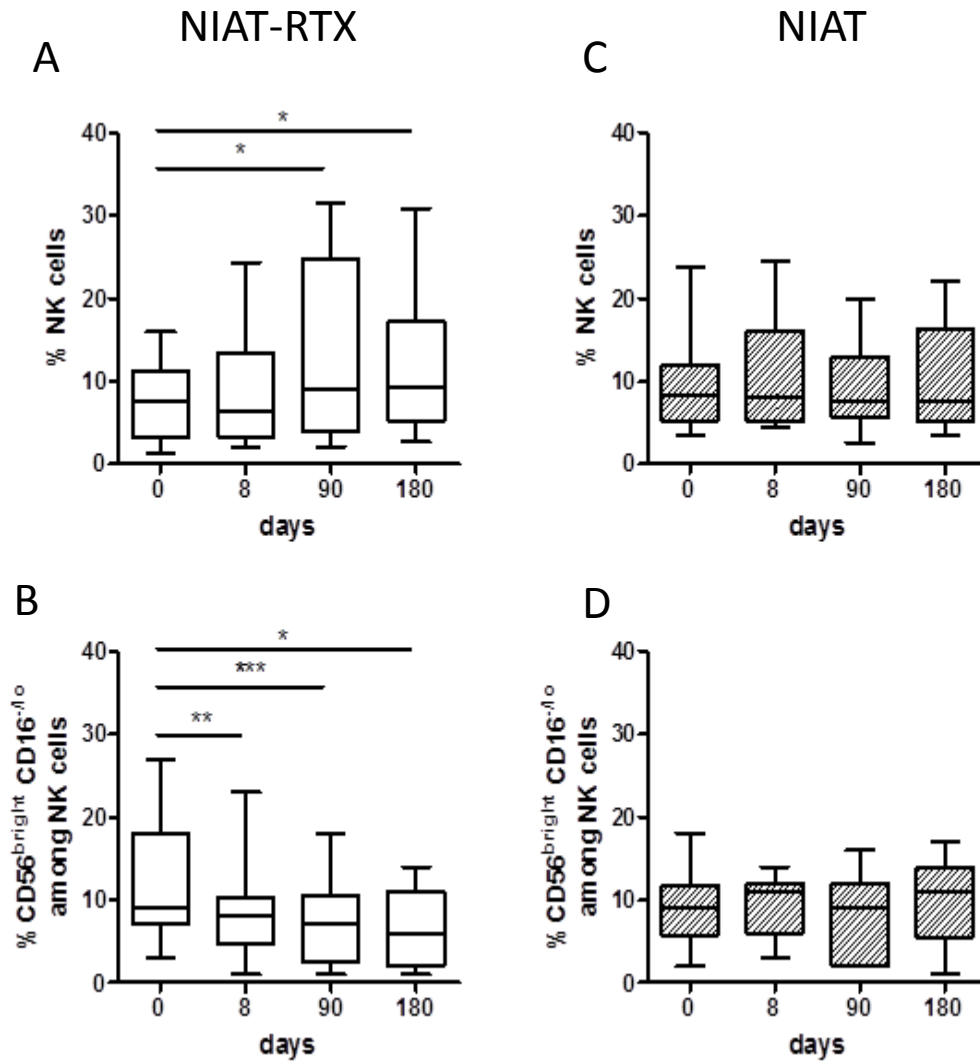 NIAT-RTX
NIAT
A
*
*
% NK cells
40
30
20
10
0
0 8 90 180
days
C
% NK cells
40
30
20
10
0
0 8 90 180
days
B
*
***
**
% CD56bright CD16-/lo
among NK cells
40
30
20
10
0
0 8 90 180
days
D
% CD56bright CD16-/lo
among NK cells
40
30
20
10
0
0 8 90 180
days